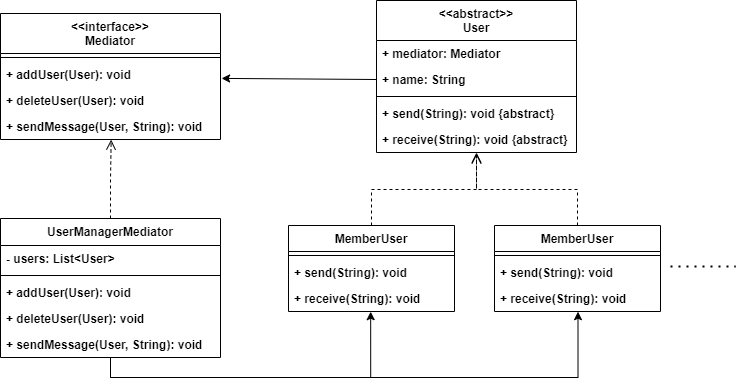 <<interface>>
Mediator
+ addUser(User): void
+ deleteUser(User): void
+ sendMessage(User, String): void
<<abstract>>
User
+ mediator: Mediator
+ name: String
+ send(String): void {abstract}
+ receive(String): void {abstract}
UserManagerMediator
- users: List<User>
+ addUser(User): void
+ deleteUser(User): void
+ sendMessage(User, String): void
MemberUser
+ send(String): void
+ receive(String): void
MemberUser
+ send(String): void
+ receive(String): void